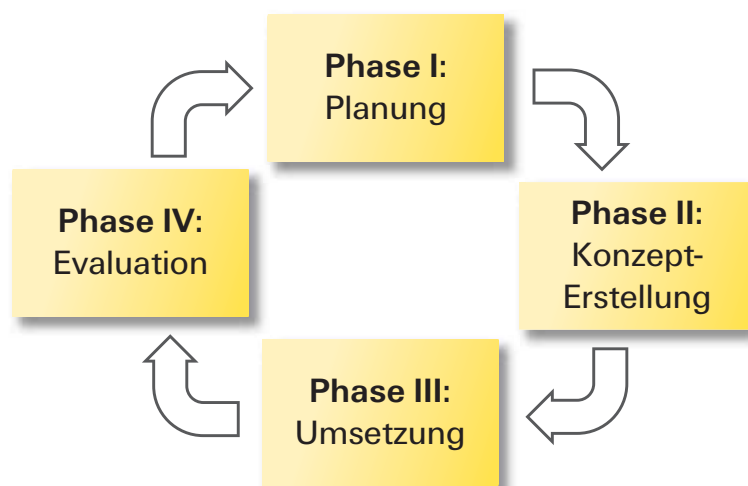 Phase I:
Planung
Phase II:
Konzept-
Erstellung
Phase III:
Umsetzung
Phase IV:
Evaluation